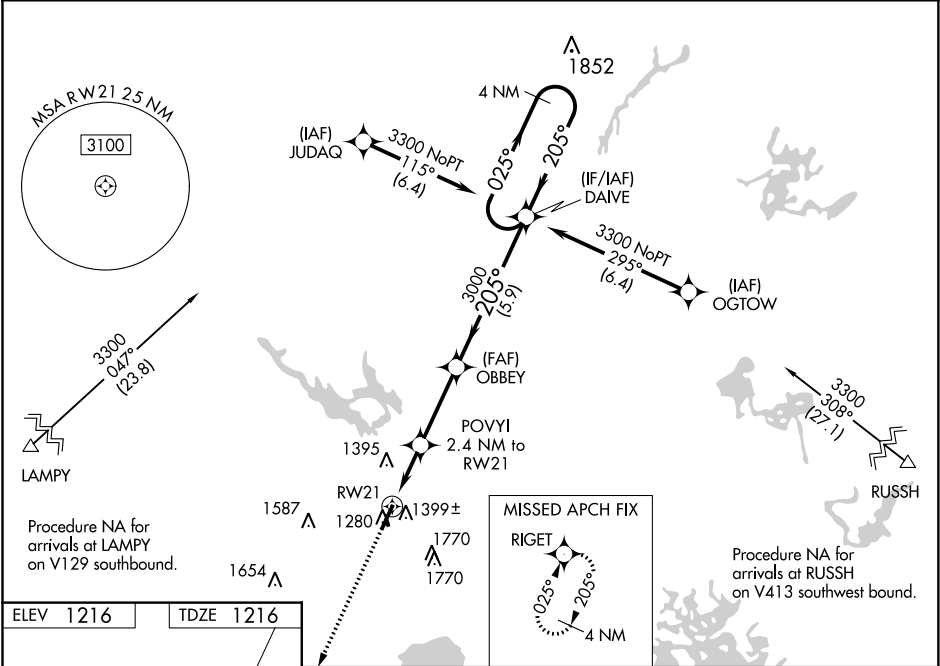 1852
4 NM
MSA RW21 25 NM
3100
(IAF)
JUDAQ
3300 NoPT
115°
(6.4)
025°
205°
(IF/IAF)
DAIVE
3300 NoPT
295°
(6.4)
(IAF)
OGTOW
3000
205°
(5.9)
3300
047°
(23.8)
LAMPY
(FAF)
OBBEY
3300
308°
(27.1)
RUSSH
POVYI
2.4 NM to
RW21
1395
RW21
1587
1280
1399±
1770
1770
1654
Procedure NA for
arrivals at LAMPY
on V129 southbound.
MISSED APCH FIX
RIGET
025°
205°
4 NM
Procedure NA for
arrivals at RUSSH
on V413 southwest bound.
ELEV 1216
TDZE 1216